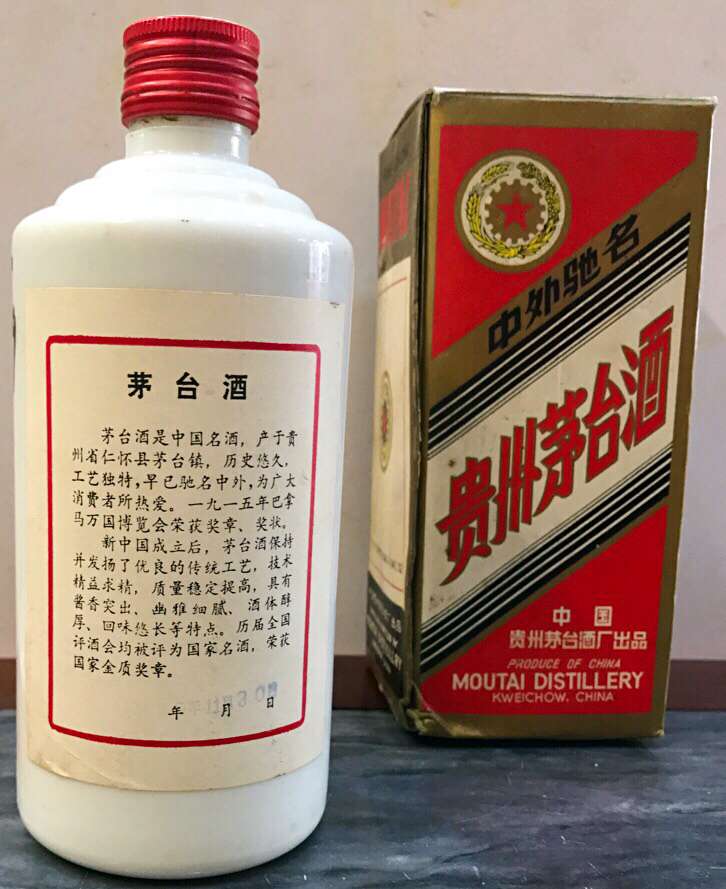 茅台酒
茅台酒是中国名酒，产于贵
州省仁怀县茅台镇，历史悠久，
工艺独特，早已驰名中外，为广大
消费者所热爱。一九一五年巴拿
马万国博览会荣获奖章、奖状。
新中国成立后，茅台酒保持
并发扬了优良的传统工艺，技术
精益求精，质量稳定提高，具有
酱香突出、幽雅细腻、酒体醇
厚、回味悠长等特点。历届全国
评酒会均被评为国家名酒，荣获
国家金质奖章。
年 月 日
中外驰名
贵州茅台酒
中国
贵州茅台酒厂出品
PRODUCE OF CHINA
MOUTAI DISTILLERY
KWEICHOW. CHINA